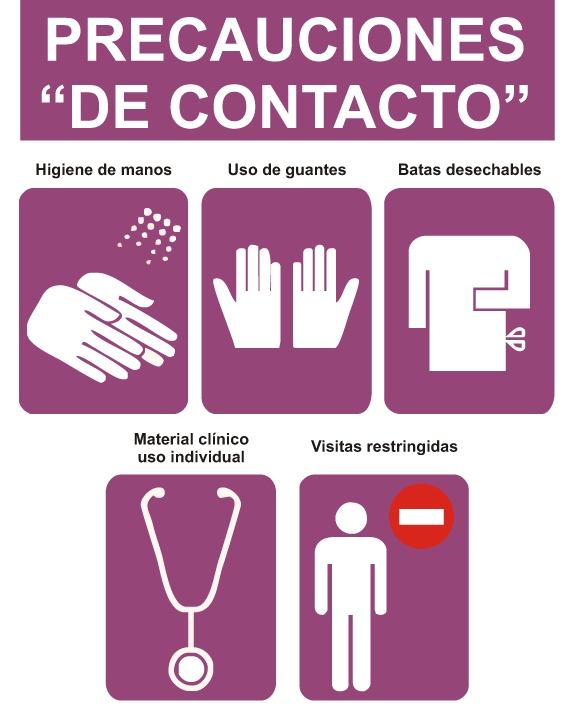 PRECAUCIONES
“DE CONTACTO”
Higiene de manos
Uso de guantes
Batas desechables
Material clínico
uso individual
Visitas restringidas